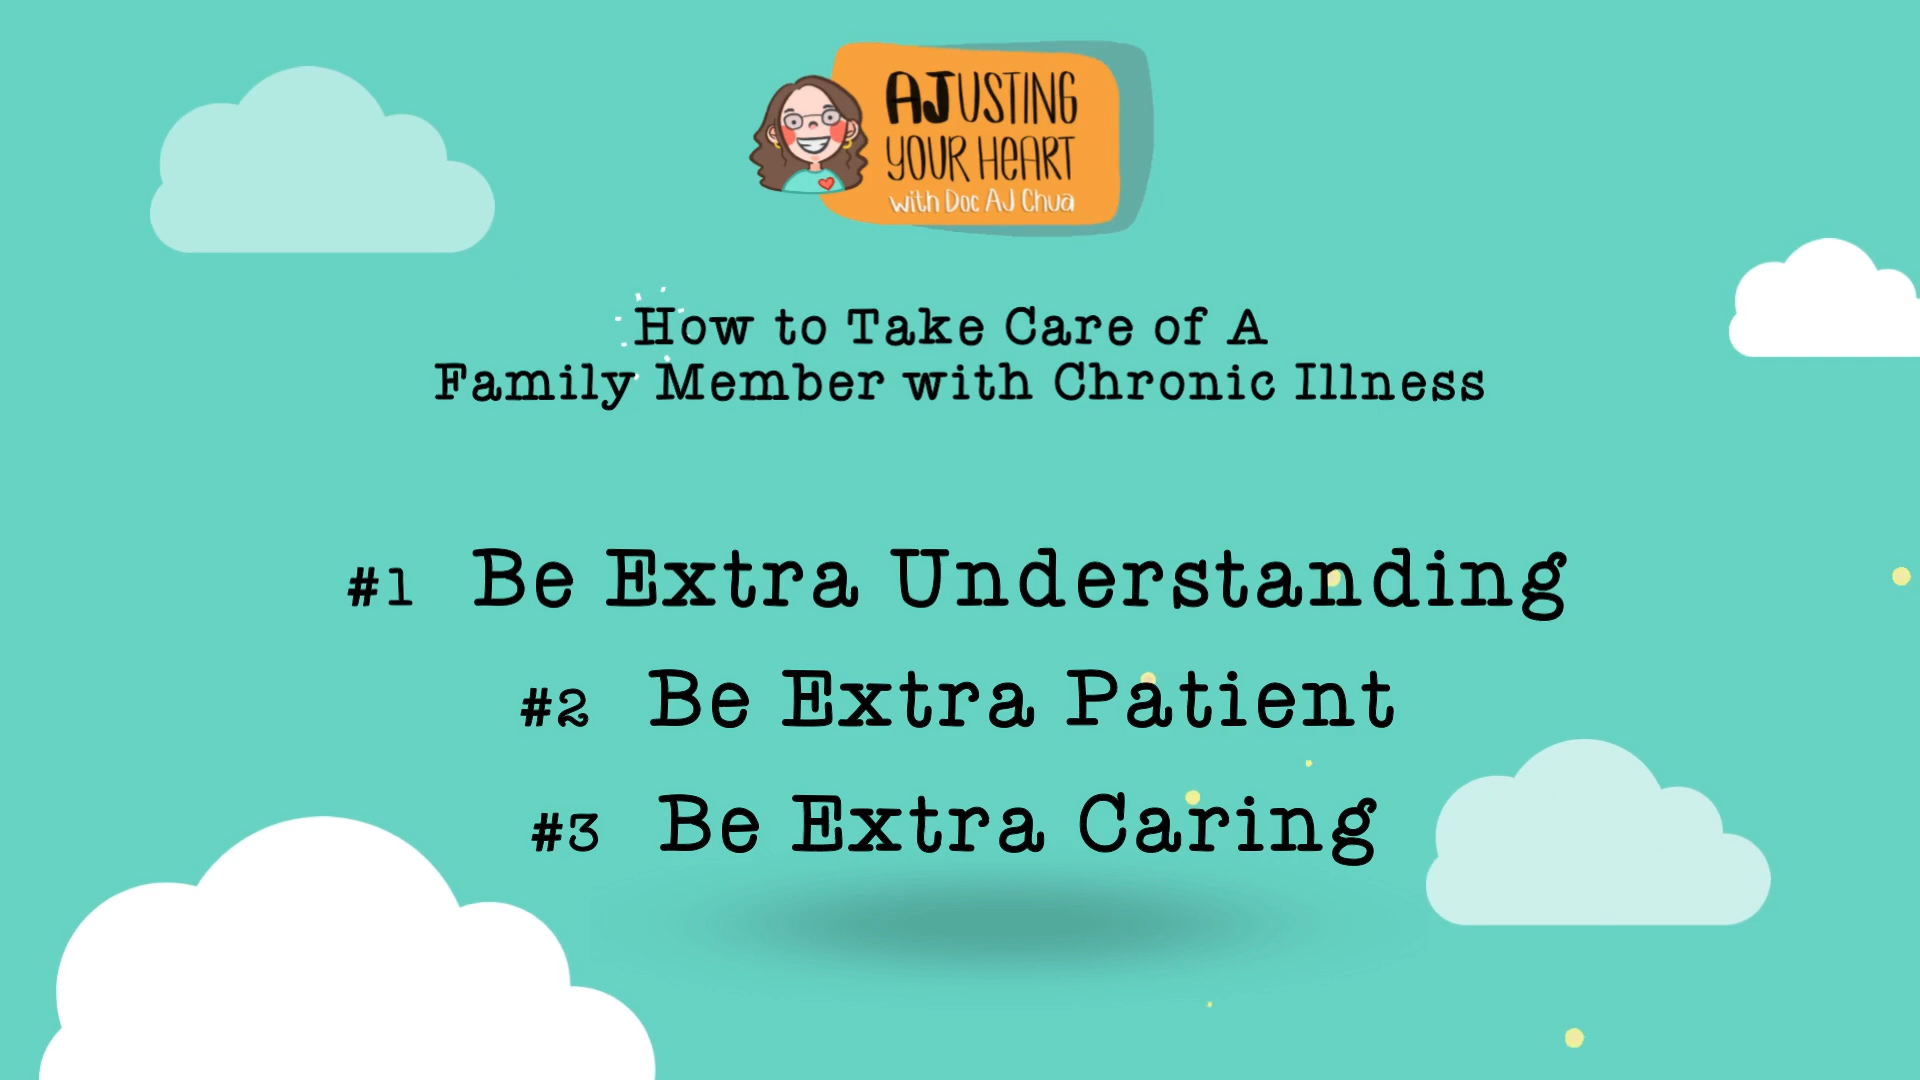 AJUSTING
YOUR HEART
with Doc AJ Chua
How to Take Care of A
Family Member with Chronic Illness
#1 Be Extra Understanding
#2 Be Extra Patient
#3 Be Extra Caring